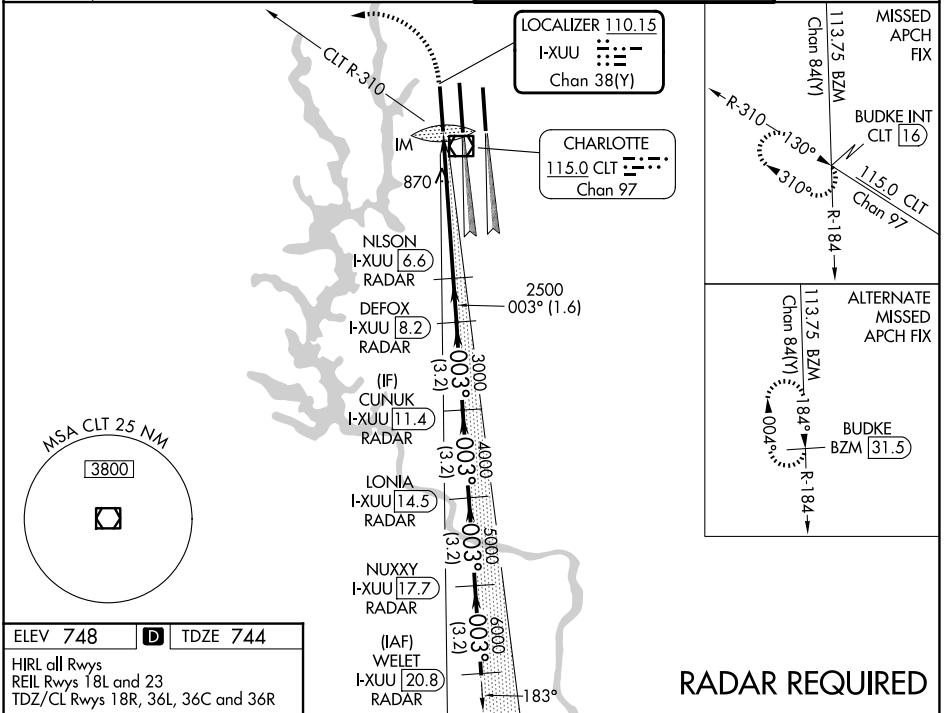 LOCALIZER 110.15
I-XUU
Chan 38(Y)
CLT R-310
IM
CHARLOTTE
115.0 CLT
Chan 97
870
NLSON
I-XUU 6.6
RADAR
2500
003° (1.6)
DEFOX
I-XUU 8.2
RADAR
003°
(3.2)
3000
(IF)
CUNUK
I-XUU 11.4
RADAR
003°
(3.2)
4000
LONIA
I-XUU 14.5
RADAR
003°
(3.2)
5000
NUXXY
I-XUU 17.7
RADAR
003°
(3.2)
6000
(IAF)
WELET
I-XUU 20.8
RADAR
183°
MSA CLT 25 NM
3800
ELEV 748 D TDZE 744
HIRL all Rwys
REIL Rwys 18L and 23
TDZ/CL Rwys 18R, 36L, 36C and 36R
MISSED
APCH
FIX
113.75 BZM
Chan 84(Y)
BUDKE INT
CLT 16
R-310
130°
310°
115.0 CLT
Chan 97
R-184
ALTERNATE
MISSED
APCH FIX
113.75 BZM
Chan 84(Y)
184°
004°
BUDKE
BZM 31.5
R-184
RADAR REQUIRED